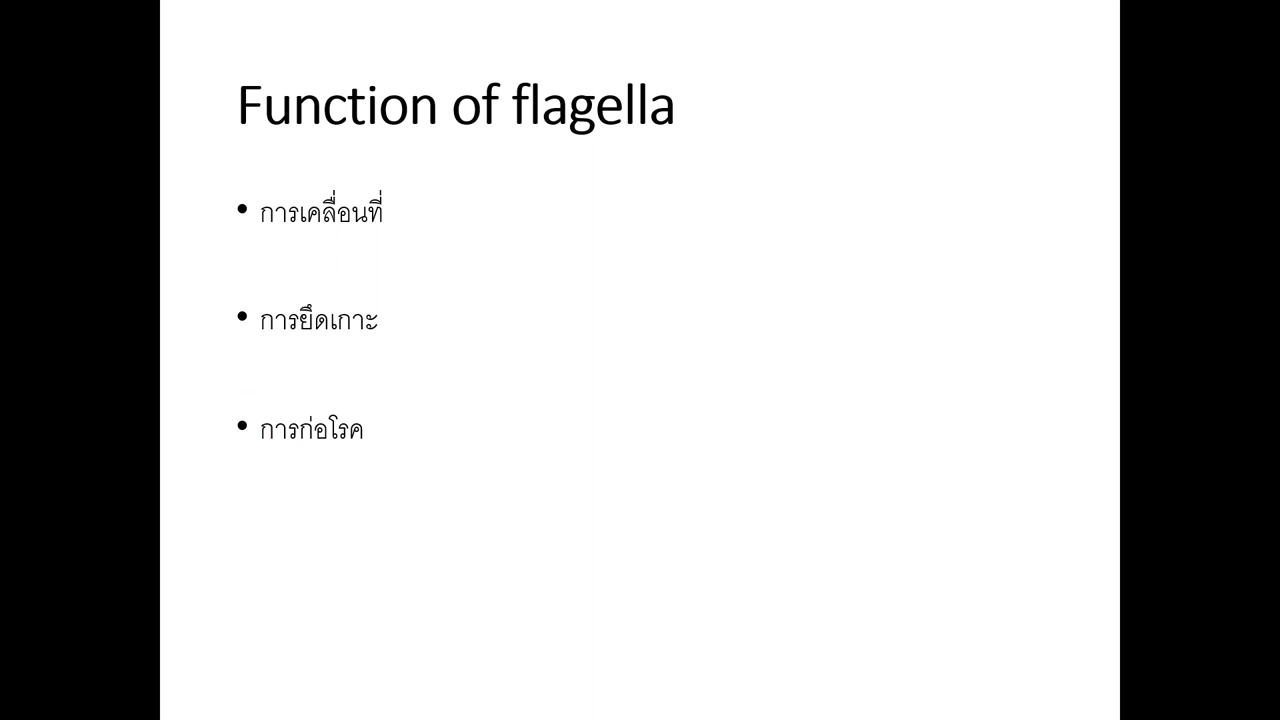 Function of flagella
• การเคลื่อนที่
• การยึดเกาะ
• การก่อโรค